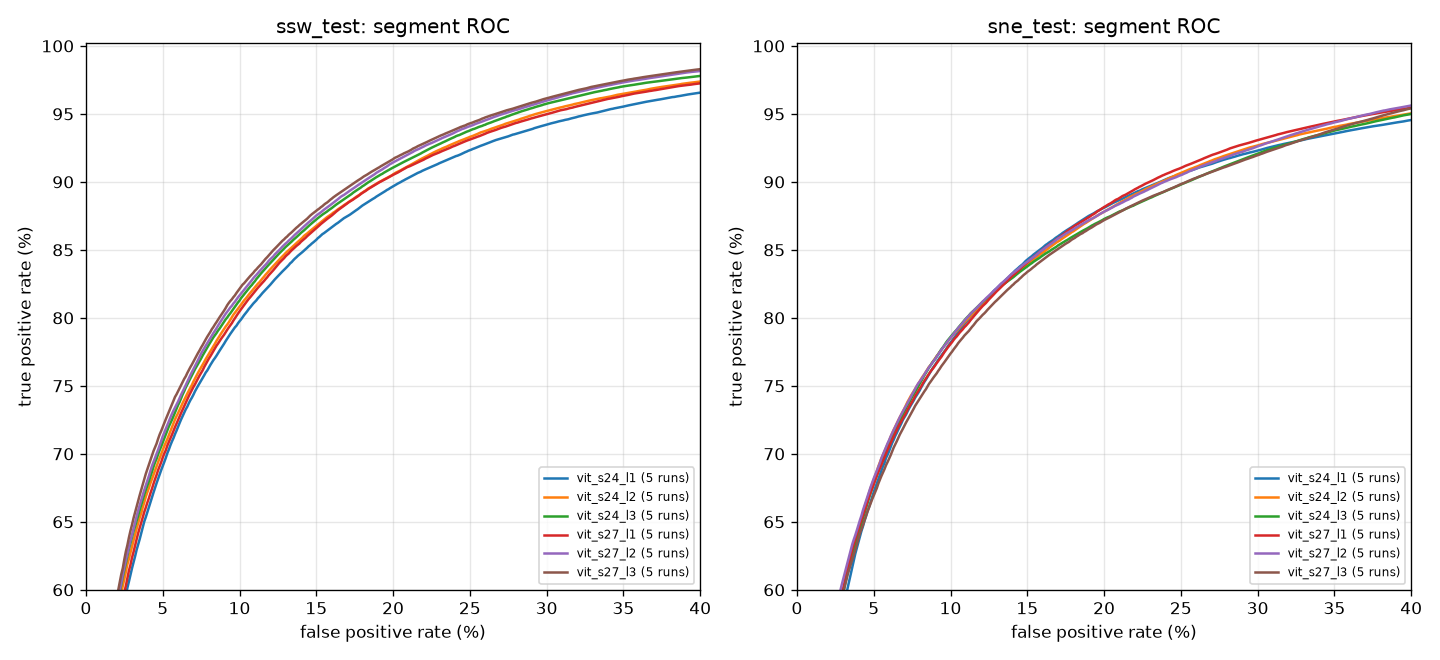 ssw_test: segment ROC
100
95
90
85
80
75
70
65
60
true positive rate (%)
0 5 10 15 20 25 30 35 40
false positive rate (%)
vit_s24_l1 (5 runs)
vit_s24_l2 (5 runs)
vit_s24_l3 (5 runs)
vit_s27_l1 (5 runs)
vit_s27_l2 (5 runs)
vit_s27_l3 (5 runs)
sne_test: segment ROC
100
95
90
85
80
75
70
65
60
true positive rate (%)
0 5 10 15 20 25 30 35 40
false positive rate (%)
vit_s24_l1 (5 runs)
vit_s24_l2 (5 runs)
vit_s24_l3 (5 runs)
vit_s27_l1 (5 runs)
vit_s27_l2 (5 runs)
vit_s27_l3 (5 runs)